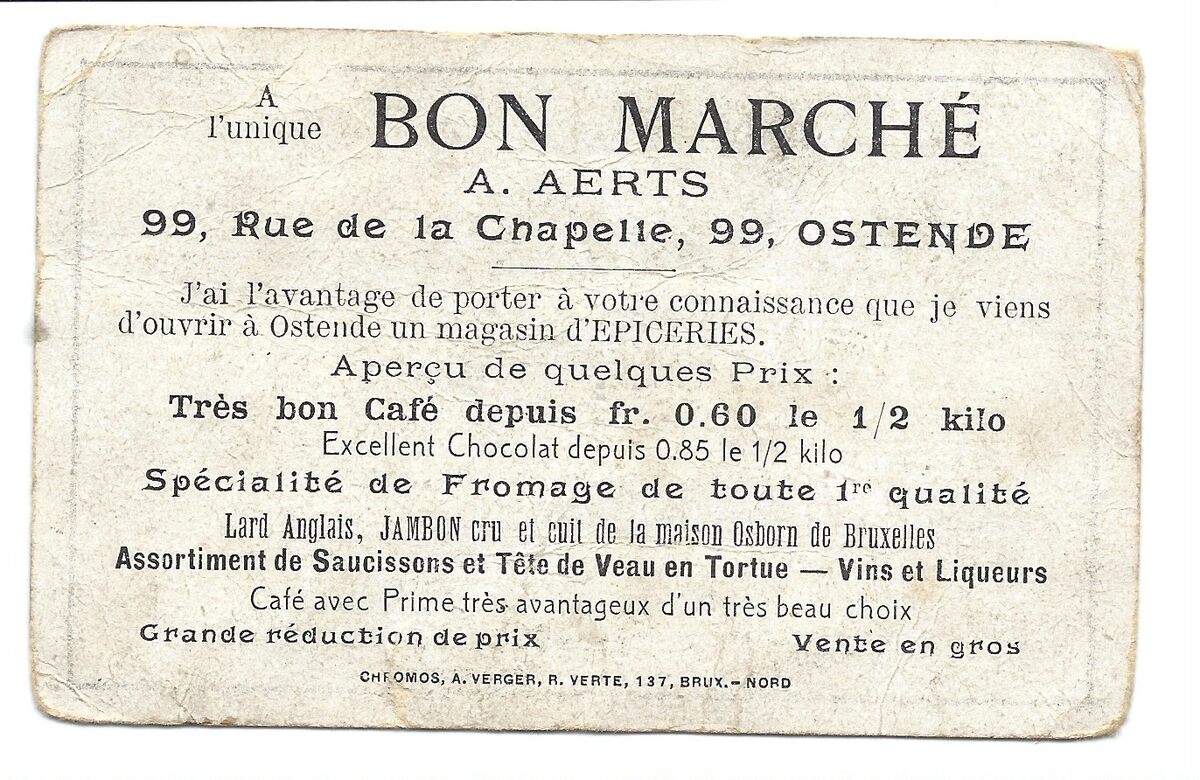 A
l'unique
BON MARCHÉ
A. AERTS
99, Rue de la Chapelle, 99, OSTENDE
J'ai l'avantage de porter à votre connaissance que je viens
d'ouvrir à Ostende un magasin d'EPICERIES.
Aperçu de quelques Prix :
Très bon Café depuis fr. 0.60 le 1/2 kilo
Excellent Chocolat depuis 0.85 le 1/2 kilo
Spécialité de Fromage de toute 1re qualité
Lard Anglais, JAMBON cru et cuit de la maison Osborn de Bruxelles
Assortiment de Saucissons et Tête de Veau en Tortue — Vins et Liqueurs
Café avec Prime très avantageux d'un très beau choix
Grande réduction de prix
Vente en gros
CHROMOS, A. VERGER, R. VERTE, 137, BRUX.- NORD